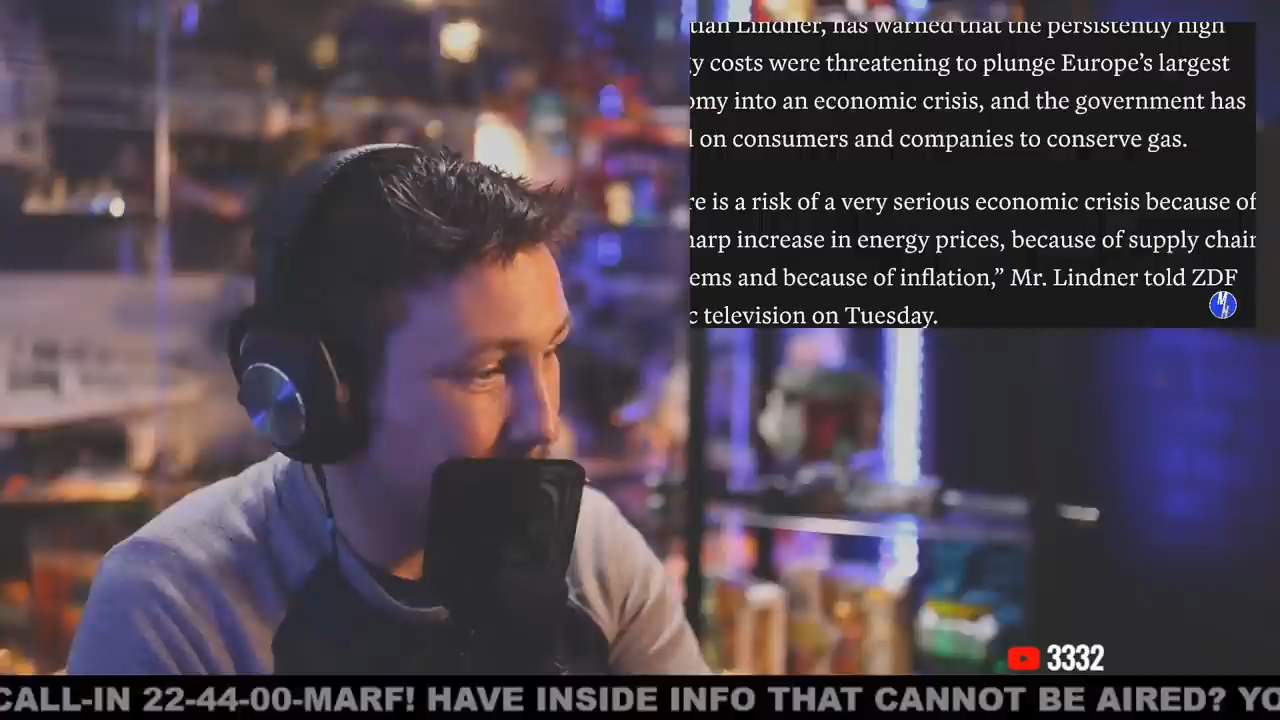 tian Lindner, has warned that the persistently high
y costs were threatening to plunge Europe’s largest
omy into an economic crisis, and the government has
l on consumers and companies to conserve gas.
re is a risk of a very serious economic crisis because of
harp increase in energy prices, because of supply chain
ems and because of inflation,” Mr. Lindner told ZDF
c television on Tuesday.
3332
CALL-IN 22-44-00-MARF! HAVE INSIDE INFO THAT CANNOT BE AIRED? YO